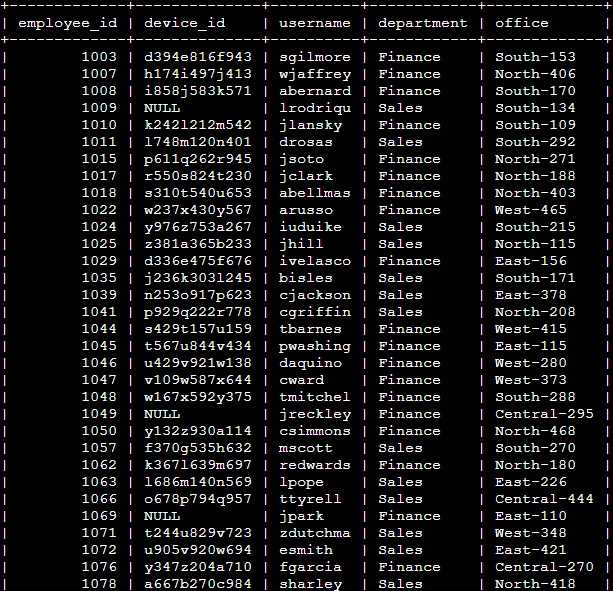 +-------------+--------------+----------+------------+-------------+
| employee_id | device_id    | username | department | office      |
+-------------+--------------+----------+------------+-------------+
|        1003 | d394e816f943 | sgilmore | Finance    | South-153   |
|        1007 | h174i497j413 | wjaffrey | Finance    | North-406   |
|        1008 | i858j583k571 | abernard | Finance    | South-170   |
|        1009 | NULL         | lrodriqu | Sales      | South-134   |
|        1010 | k242l212m542 | jlansky  | Finance    | South-109   |
|        1011 | l748m120n401 | drosas   | Sales      | South-292   |
|        1015 | p611q262r945 | jsoto    | Finance    | North-271   |
|        1017 | r550s824t230 | jclark   | Finance    | North-188   |
|        1018 | s310t540u653 | abellmas | Finance    | North-403   |
|        1022 | w237x430y567 | arusso   | Finance    | West-465    |
|        1024 | y976z753a267 | iuduike  | Sales      | South-215   |
|        1025 | z381a365b233 | jhill    | Sales      | North-115   |
|        1029 | d336e475f676 | ivelasco | Finance    | East-156    |
|        1035 | j236k303l245 | bisles   | Sales      | South-171   |
|        1039 | n253o917p623 | cjackson | Sales      | East-378    |
|        1041 | p929q222r778 | cgriffin | Sales      | North-208   |
|        1044 | s429t157u159 | tbarnes  | Finance    | West-415    |
|        1045 | t567u844v434 | pwashing | Finance    | East-115    |
|        1046 | u429v921w138 | daquino  | Finance    | West-280    |
|        1047 | v109w587x644 | cward    | Finance    | West-373    |
|        1048 | w167x592y375 | tmitchel | Finance    | South-288   |
|        1049 | NULL         | jreckley | Finance    | Central-295 |
|        1050 | y132z930a114 | csimmons | Finance    | North-468   |
|        1057 | f370g535h632 | mscott   | Sales      | South-270   |
|        1062 | k367l639m697 | redwards | Finance    | North-180   |
|        1063 | l686m140n569 | lpope    | Sales      | East-226    |
|        1066 | o678p794q957 | ttyrell  | Sales      | Central-444 |
|        1069 | NULL         | jpark    | Finance    | East-110    |
|        1071 | t244u829v723 | zdutchma | Sales      | West-348    |
|        1072 | u905v920w694 | esmith   | Sales      | East-421    |
|        1076 | y347z204a710 | fgarcia  | Finance    | Central-270 |
|        1078 | a667b270c984 | sharley  | Sales      | North-418   |